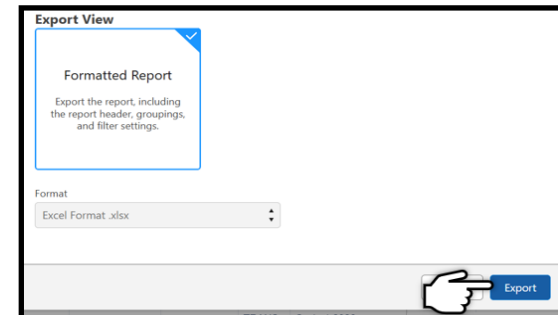 Export View
Formatted Report
Export the report, including
the report header, groupings,
and filter settings.
Format
Excel Format .xlsx
Export